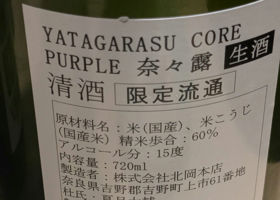 YATAGARASU CORE
PURPLE 奈々露 生酒
清酒 限定流通
原材料名：米(国産)、米こうじ
(国産米) 精米歩合：60%
アルコール分：15度
内容量：720ml
製造者：株式会社北岡本店
奈良県吉野郡吉野町上市61番地
杜氏：